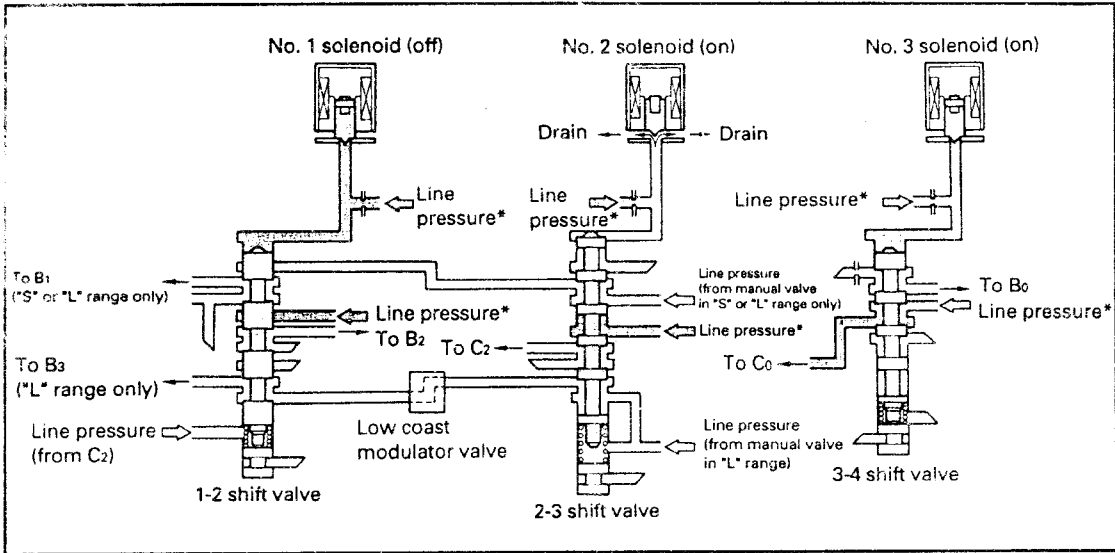 No. 1 solenoid (off)
No. 2 solenoid (on)
No. 3 solenoid (on)
Drain
Drain
Line
pressure*
Line
pressure*
Line pressure*
To B1
("S" or "L" range only)
Line pressure
(from manual valve
in "S" or "L" range only)
To B0
Line pressure*
Line pressure*
To B2
Line pressure*
To C2
To C0
To B3
("L" range only)
Line pressure
(from C2)
Low coast
modulator valve
Line pressure
(from manual valve
in "L" range)
1-2 shift valve
2-3 shift valve
3-4 shift valve